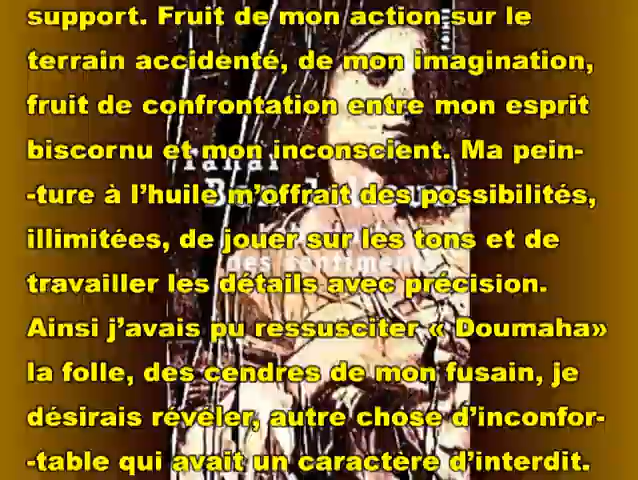 support. Fruit de mon action sur le
terrain accidenté, de mon imagination,
fruit de confrontation entre mon esprit
biscornu et mon inconscient. Ma pein-
-ture à l’huile m’offrait des possibilités,
illimitées, de jouer sur les tons et de
des sentiments
travailler les détails avec précision.
Ainsi j’avais pu ressusciter « Doumaha»
la folle, des cendres de mon fusain, je
désirais révéler, autre chose d’inconfor-
-table qui avait un caractère d’interdit.